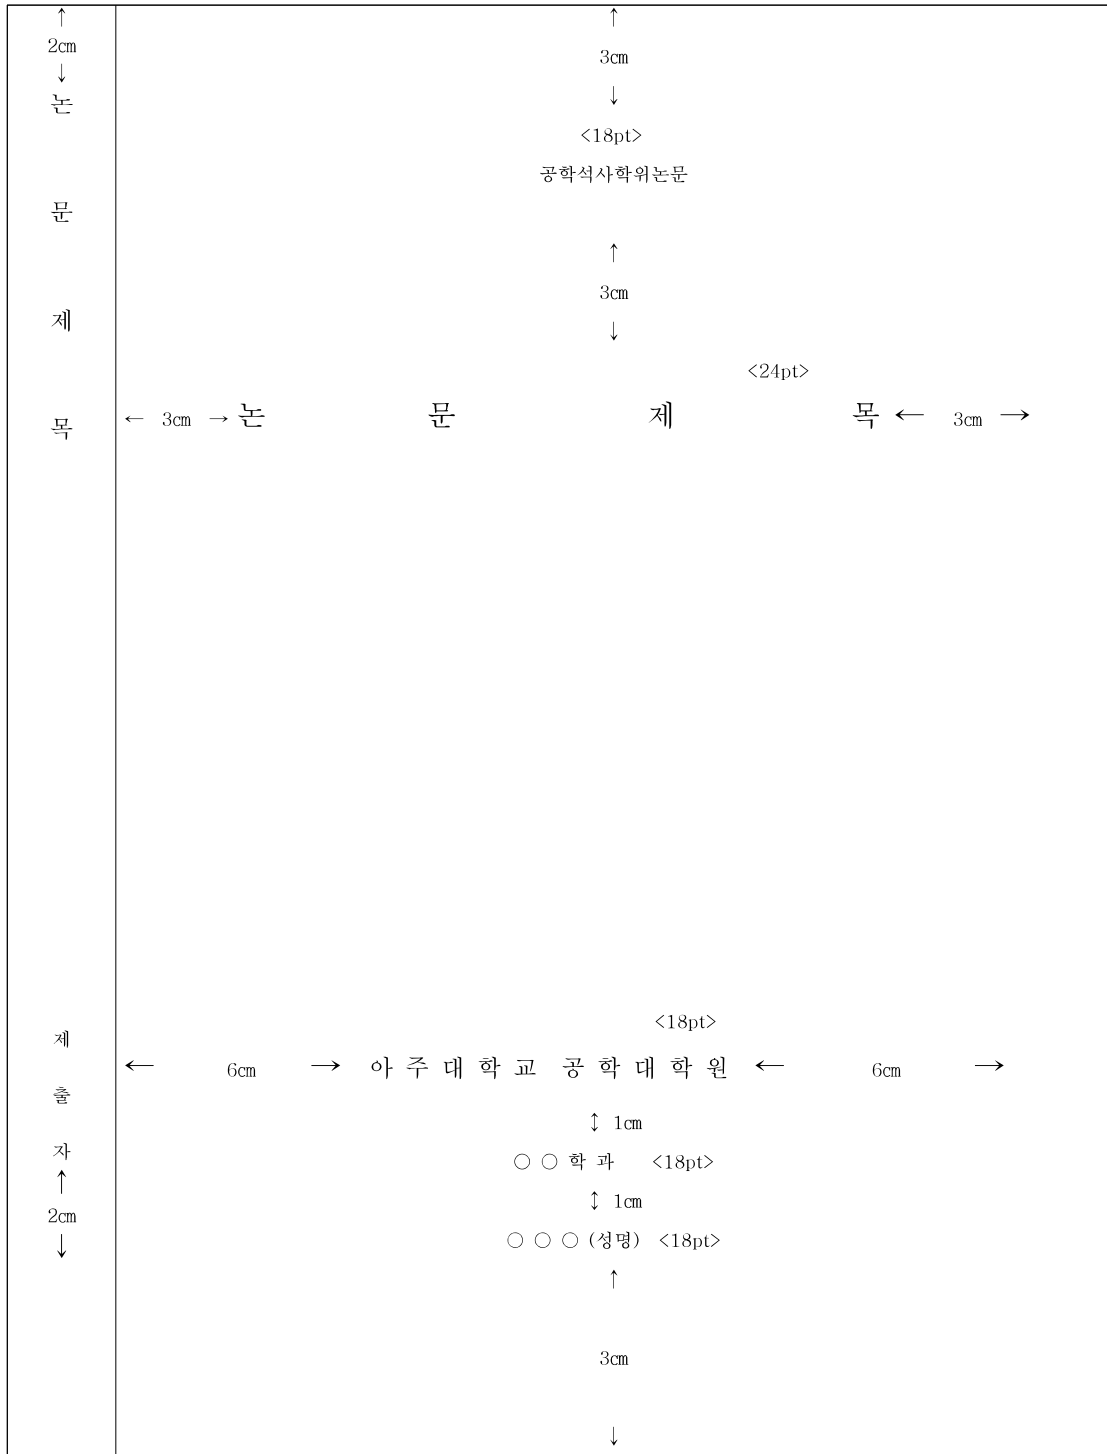 ↑
2㎝
↓
논
문
제
목
제
출
자
↑
2㎝
↓
↑
3㎝
↓
<18pt>
공학석사학위논문
↑
3㎝
↓
<24pt>
← 3㎝ → 논 문 제 목 ← 3㎝ →
<18pt>
← 6㎝ → 아 주 대 학 교 공 학 대 학 원 ← 6㎝ →
↕ 1㎝
○ ○ 학 과 <18pt>
↕ 1㎝
○ ○ ○ (성명) <18pt>
↑
3㎝
↓